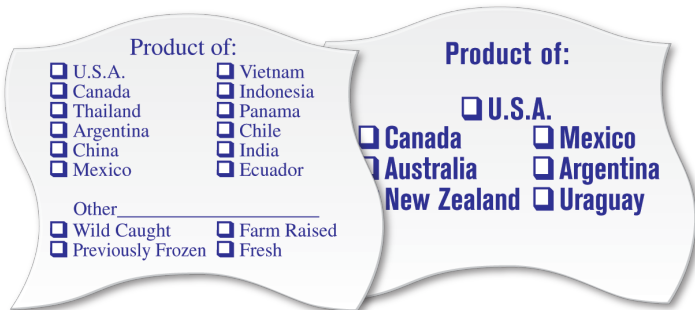 Product of:
U.S.A.
Canada
Thailand
Argentina
China
Mexico
Vietnam
Indonesia
Panama
Chile
India
Ecuador
Other
Wild Caught
Previously Frozen
Farm Raised
Fresh
Product of:
U.S.A.
Canada
Australia
New Zealand
Mexico
Argentina
Uraguay